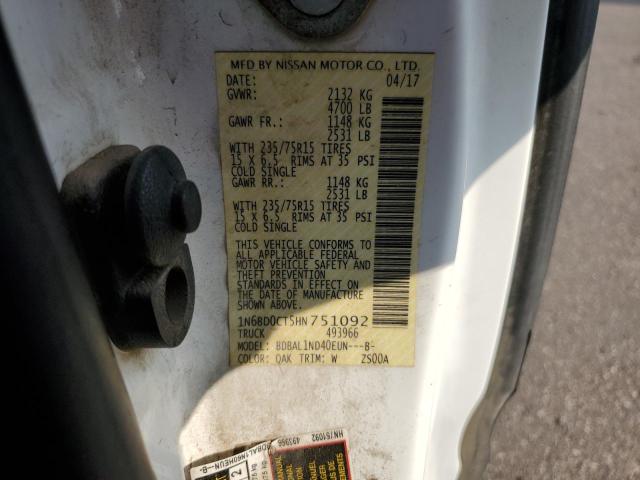 MFD BY NISSAN MOTOR CO., LTD.
DATE: 04/17
GVWR: 2132 KG
4700 LB
GAWR FR.: 1148 KG
2531 LB
WITH 235/75R15 TIRES
15 X 6.5 RIMS AT 35 PSI
COLD SINGLE
GAWR RR.: 1148 KG
2531 LB
WITH 235/75R15 TIRES
15 X 6.5 RIMS AT 35 PSI
COLD SINGLE
THIS VEHICLE CONFORMS TO
ALL APPLICABLE FEDERAL
MOTOR VEHICLE SAFETY AND
THEFT PREVENTION
STANDARDS IN EFFECT ON
THE DATE OF MANUFACTURE
SHOWN ABOVE.
1N6BD0CT5HN751092
TRUCK 493966
MODEL: BDBAL1ND40EUN---B-
COLOR: QAK TRIM: W ZS00A
HN751092
493966